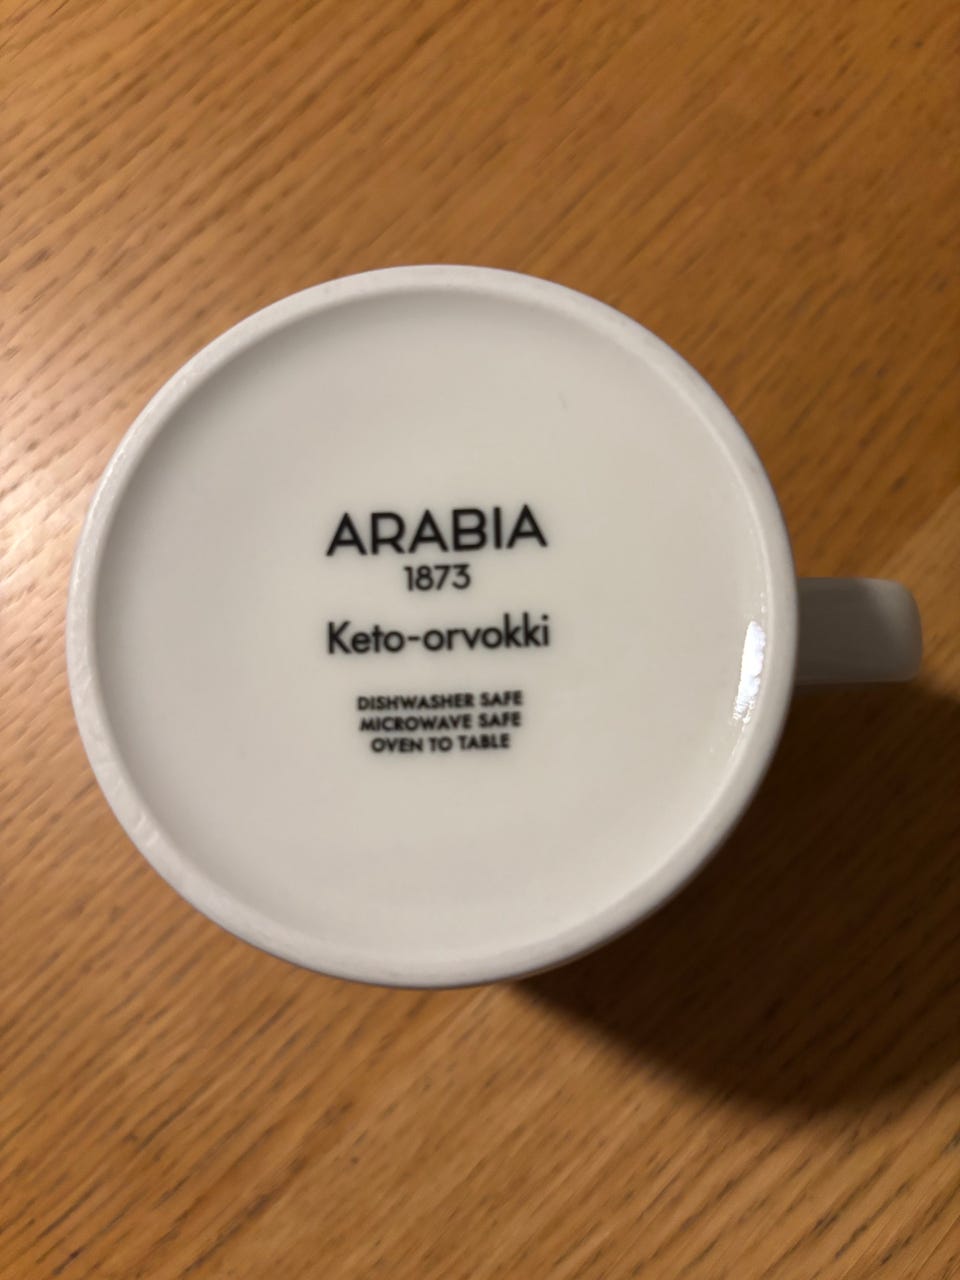 ARABIA
1873
Keto-orvokki
DISHWASHER SAFE
MICROWAVE SAFE
OVEN TO TABLE